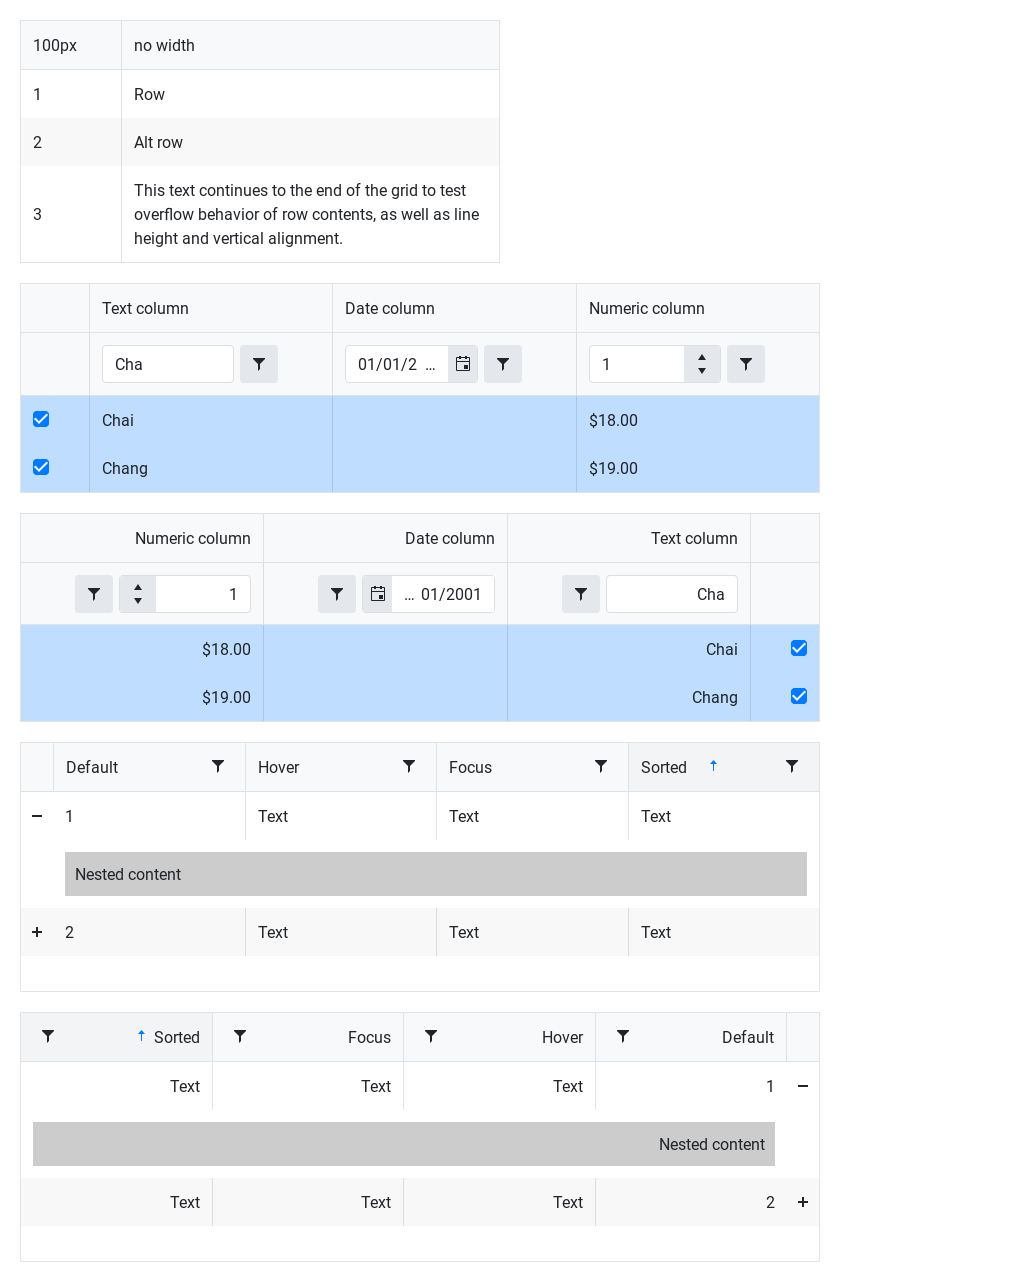 100px no width
1 Row
2 Alt row
3 This text continues to the end of the grid to test
overflow behavior of row contents, as well as line
height and vertical alignment.
Text column Date column Numeric column
Cha 01/01/2 ... 1
Chai $18.00
Chang $19.00
Numeric column Date column Text column
1 ... 01/2001 Cha
$18.00 Chai
$19.00 Chang
Default Hover Focus Sorted
1 Text Text Text
Nested content
2 Text Text Text
Sorted Focus Hover Default
Text Text Text 1
Nested content
Text Text Text 2